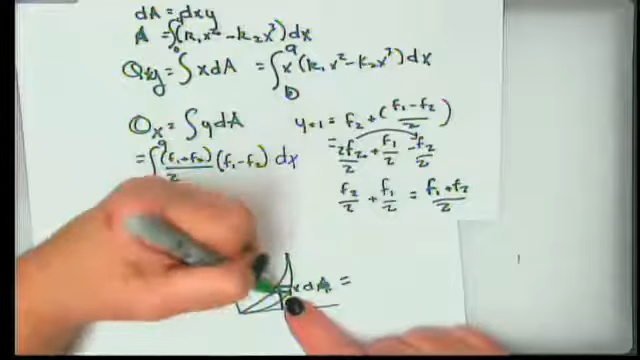 dA = dxy
A = ∫₀ (k₁x² - k₂x³)dx
Qxy = ∫ x dA = ∫₀ᵃ x (k₁x² - k₂x³) dx
Qx = ∫ y dA
y = f₂ + (f₁ - f₂)/2
= ∫ᵃ (f₁ + f₂)/2 (f₁ - f₂) dx
= 2f₂/2 + f₁/2 - f₂/2
f₂/2 + f₁/2 = (f₁ + f₂)/2
x dA =